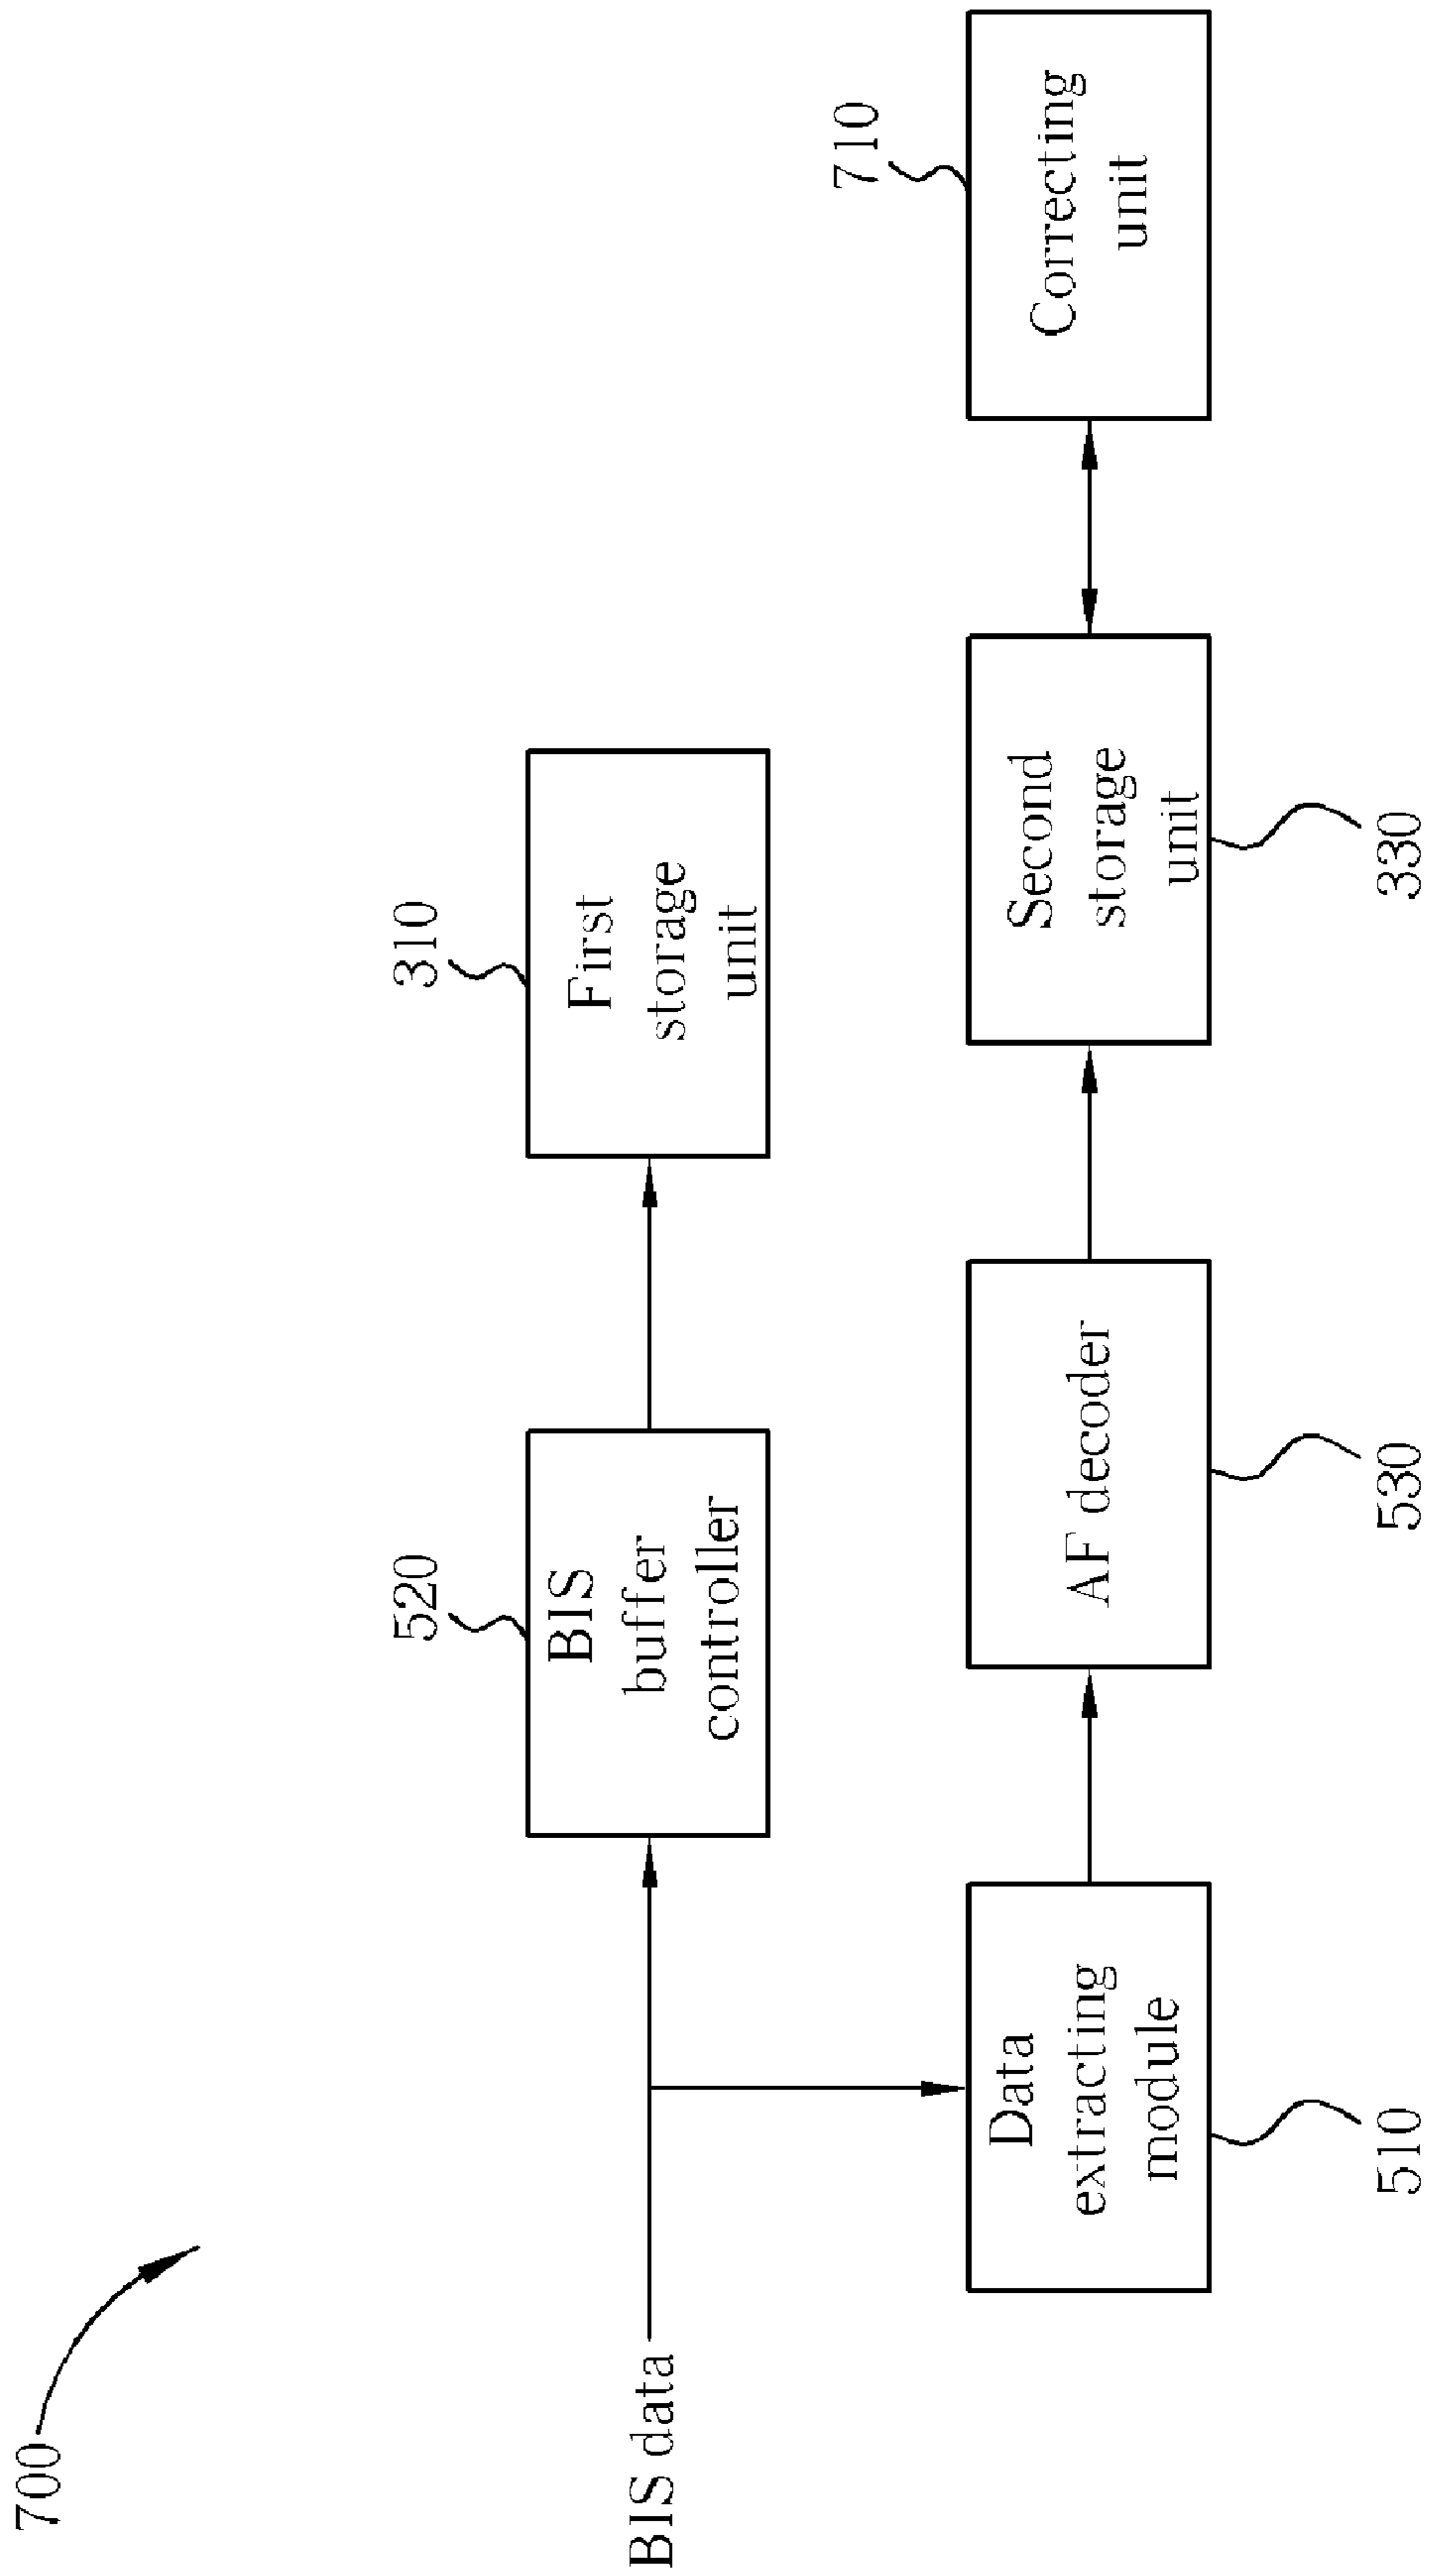 700
BIS data
520
BIS
buffer
controller
310
First
storage
unit
Data
extracting
module
510
AF decoder
530
Second
storage
unit
330
710
Correcting
unit